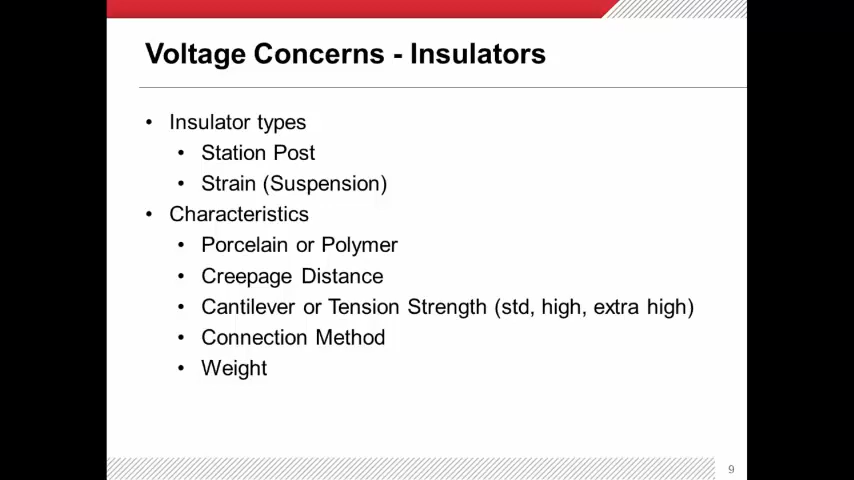 Voltage Concerns - Insulators
• Insulator types
• Station Post
• Strain (Suspension)
• Characteristics
• Porcelain or Polymer
• Creepage Distance
• Cantilever or Tension Strength (std, high, extra high)
• Connection Method
• Weight
9